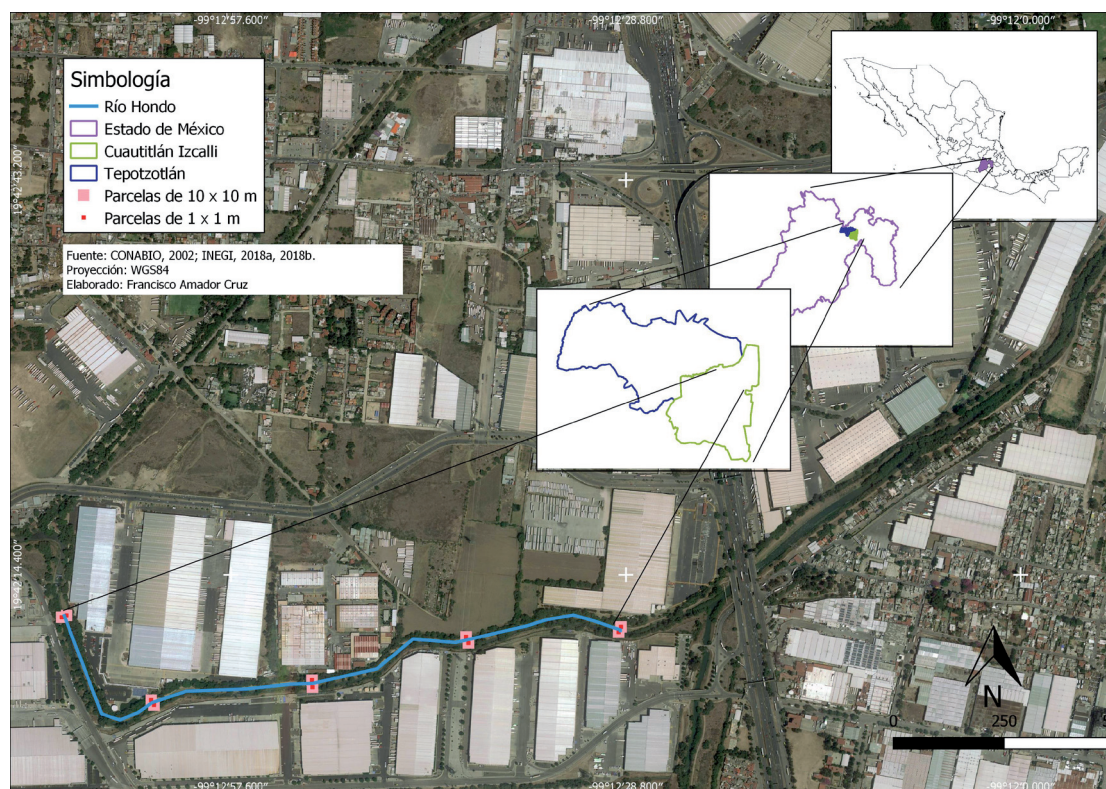 -99°12'57.600"
-99°12'28.800"
-99°12'0.000"
Simbología
Río Hondo
Estado de México
Cuautitlán Izcalli
Tepotzotlán
Parcelas de 10 x 10 m
Parcelas de 1 x 1 m
19°42'43.200"
Fuente: CONABIO, 2002; INEGI, 2018a, 2018b.
Proyección: WGS84
Elaborado: Francisco Amador Cruz
19°42'14.400"
N
0
250
-99°12'57.600"
-99°12'28.800"
-99°12'0.000"